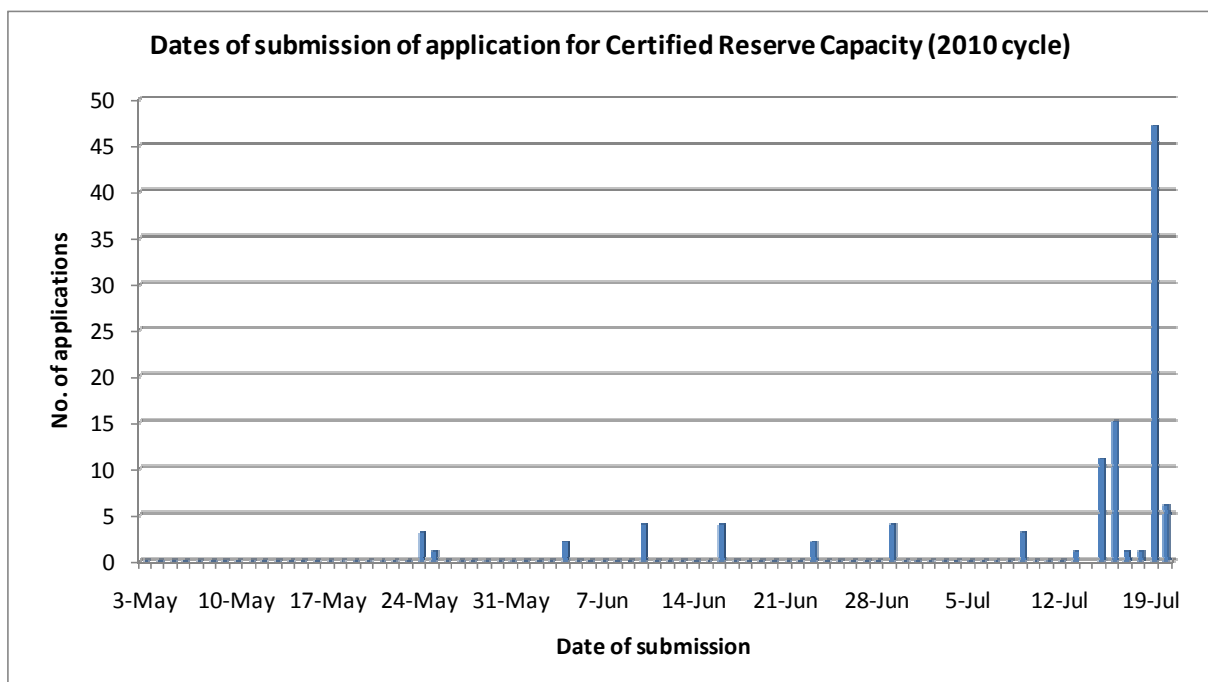 Dates of submission of application for Certified Reserve Capacity (2010 cycle)
No. of applications
50
45
40
35
30
25
20
15
10
5
0
3-May 10-May 17-May 24-May 31-May 7-Jun 14-Jun 21-Jun 28-Jun 5-Jul 12-Jul 19-Jul
Date of submission